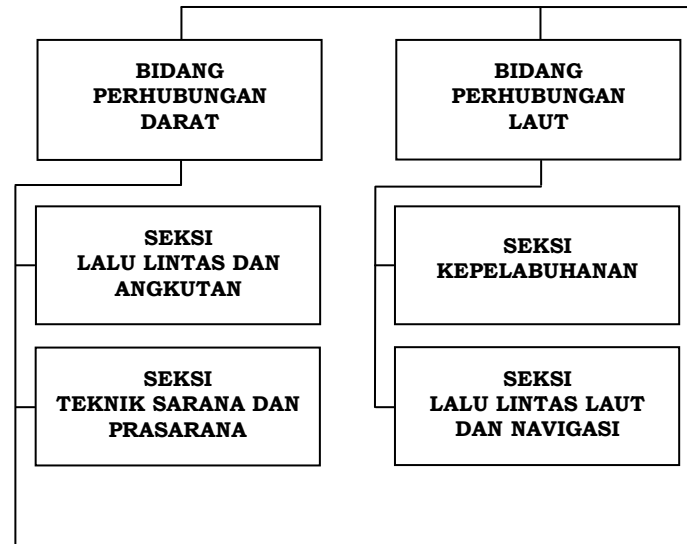 BIDANG
PERHUBUNGAN
DARAT
BIDANG
PERHUBUNGAN
LAUT
SEKSI
LALU LINTAS DAN
ANGKUTAN
SEKSI
KEPELABUHANAN
SEKSI
TEKNIK SARANA DAN
PRASARANA
SEKSI
LALU LINTAS LAUT
DAN NAVIGASI